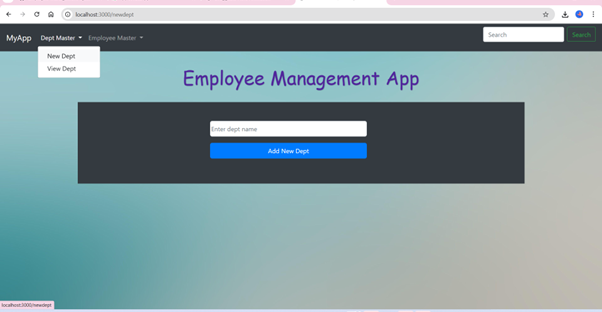 localhost:3000/newdept
MyApp Dept Master Employee Master Search Search
New Dept
View Dept
Employee Management App
Enter dept name
Add New Dept
localhost:3000/newdept